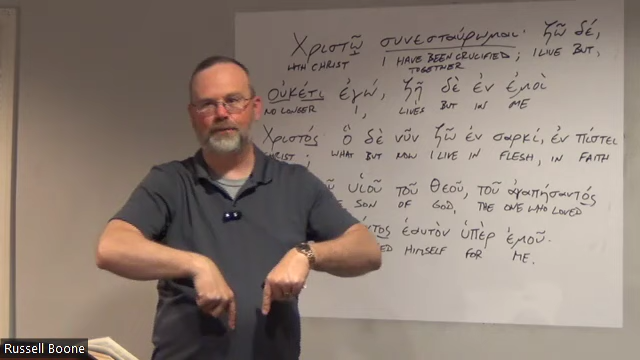 Χριστῷ συνεσταύρωμαι· ζῶ δέ,
WITH CHRIST I HAVE BEEN CRUCIFIED; I LIVE BUT,
TOGETHER
οὐκέτι ἐγώ, ζῇ δὲ ἐν ἐμοὶ
NO LONGER I, LIVES BUT IN ME
Χριστός ὃ δὲ νῦν ζῶ ἐν σαρκί, ἐν πίστει
CHRIST; WHAT BUT NOW I LIVE IN FLESH, IN FAITH
υἱοῦ τοῦ Θεοῦ, τοῦ ἀγαπήσαντός
SON OF GOD, THE ONE WHO LOVED
ἑαυτὸν ὑπὲρ ἐμοῦ.
HIMSELF FOR ME.
Russell Boone